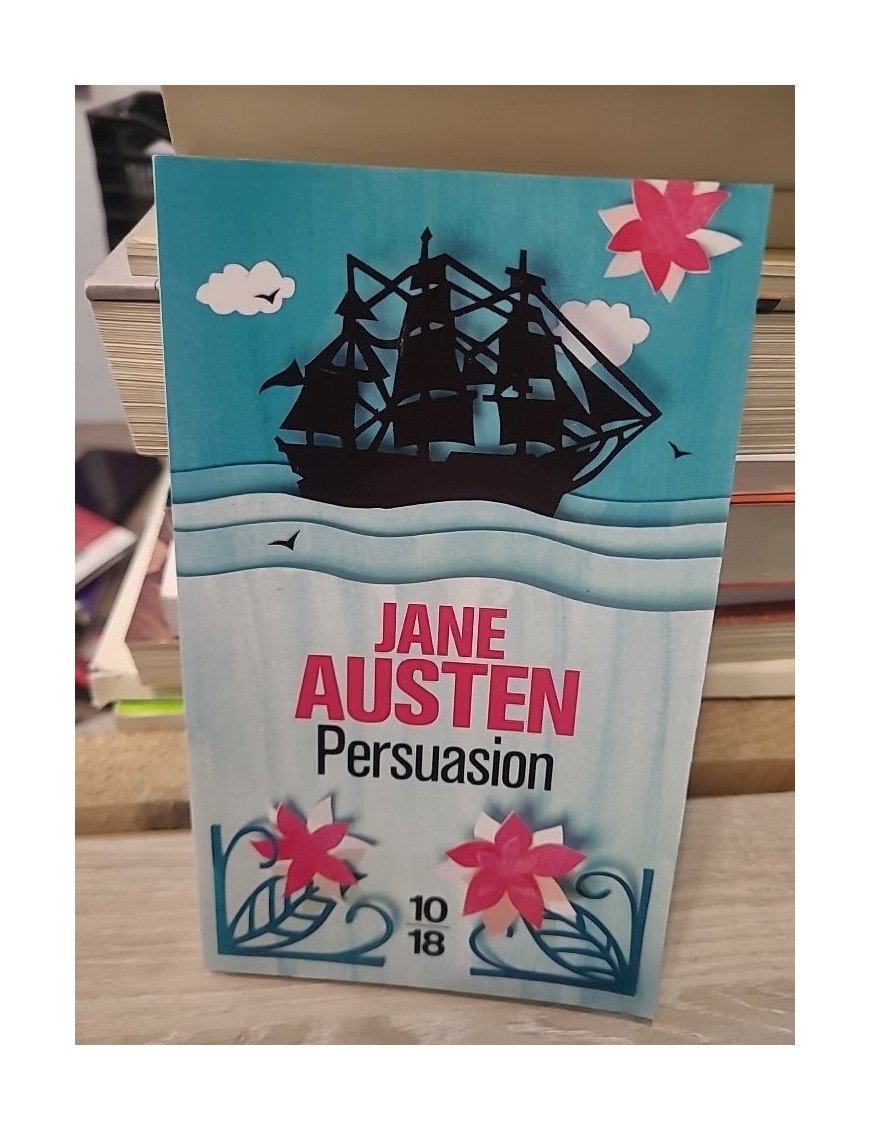 JANE
AUSTEN
Persuasion
10
18